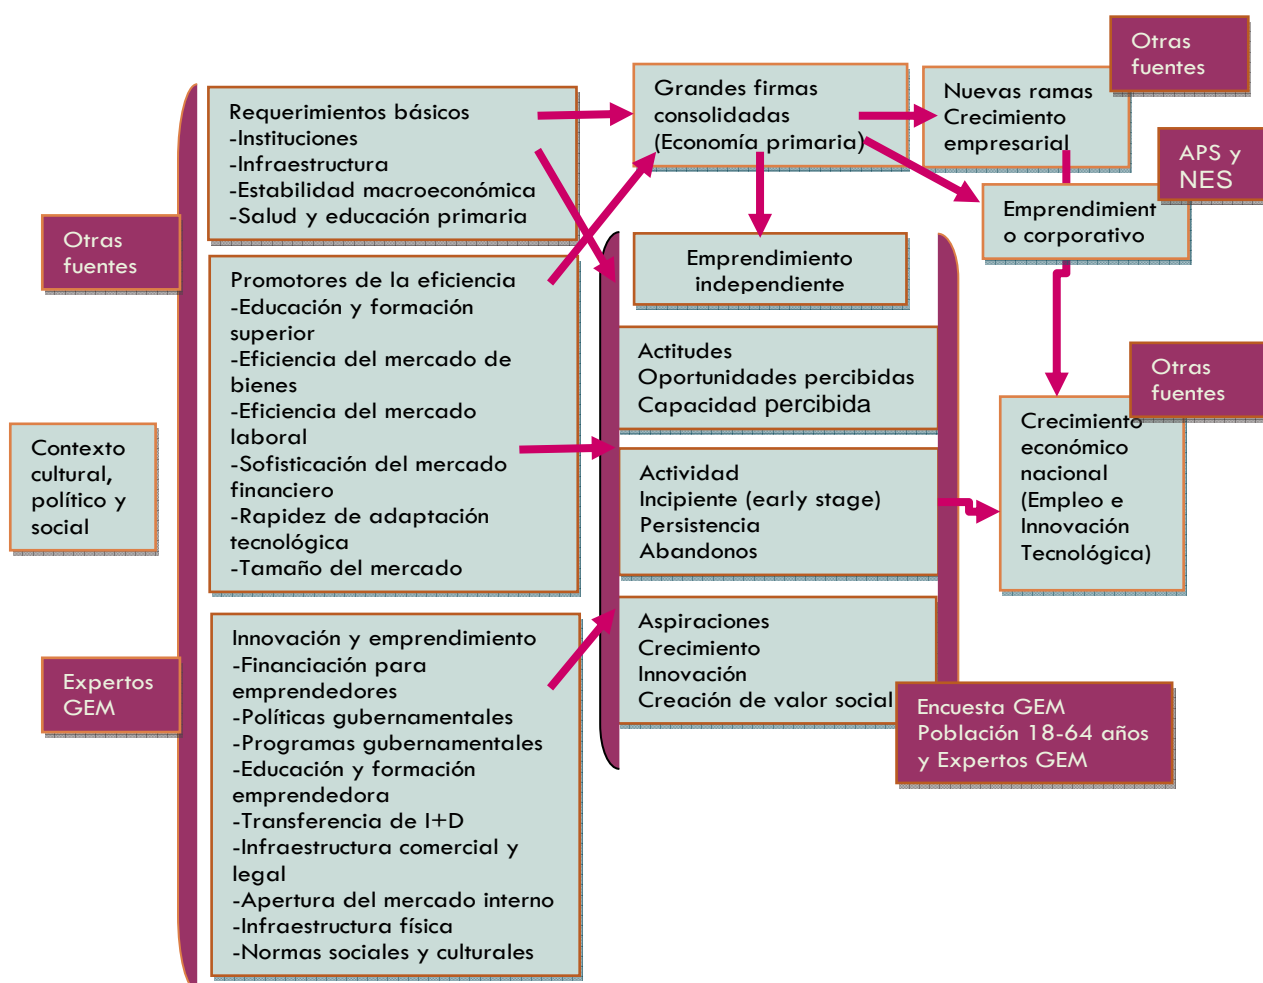 Otras
fuentes
Requerimientos básicos
-Instituciones
-Infraestructura
-Estabilidad macroeconómica
-Salud y educación primaria
Grandes firmas
consolidadas
(Economía primaria)
Nuevas ramas
Crecimiento
empresarial
APS y
NES
Emprendimient
o corporativo
Otras
fuentes
Emprendimiento
independiente
Promotores de la eficiencia
-Educación y formación
superior
-Eficiencia del mercado de
bienes
-Eficiencia del mercado
laboral
-Sofisticación del mercado
financiero
-Rapidez de adaptación
tecnológica
-Tamaño del mercado
Actitudes
Oportunidades percibidas
Capacidad percibida
Otras
fuentes
Contexto
cultural,
político y
social
Actividad
Incipiente (early stage)
Persistencia
Abandonos
Crecimiento
económico
nacional
(Empleo e
Innovación
Tecnológica)
Innovación y emprendimiento
-Financiación para
emprendedores
-Políticas gubernamentales
-Programas gubernamentales
-Educación y formación
emprendedora
-Transferencia de I+D
-Infraestructura comercial y
legal
-Apertura del mercado interno
-Infraestructura física
-Normas sociales y culturales
Aspiraciones
Crecimiento
Innovación
Creación de valor social
Expertos
GEM
Encuesta GEM
Población 18-64 años
y Expertos GEM